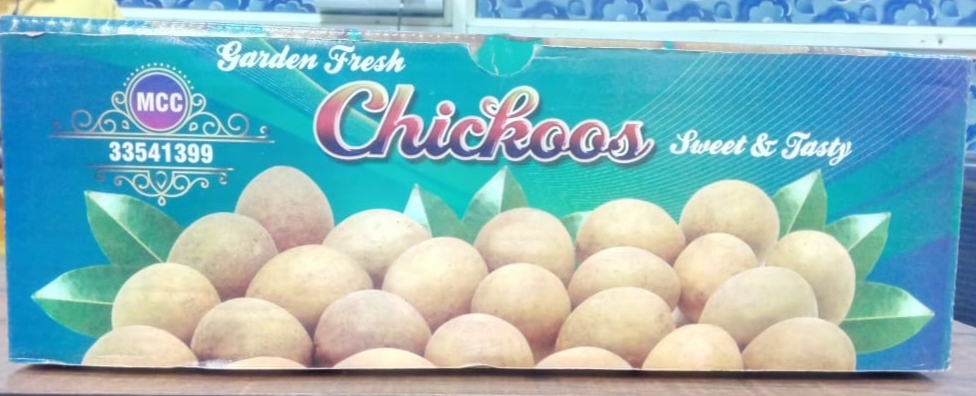 Garden Fresh
MCC
33541399
Chickoos
Sweet & Tasty